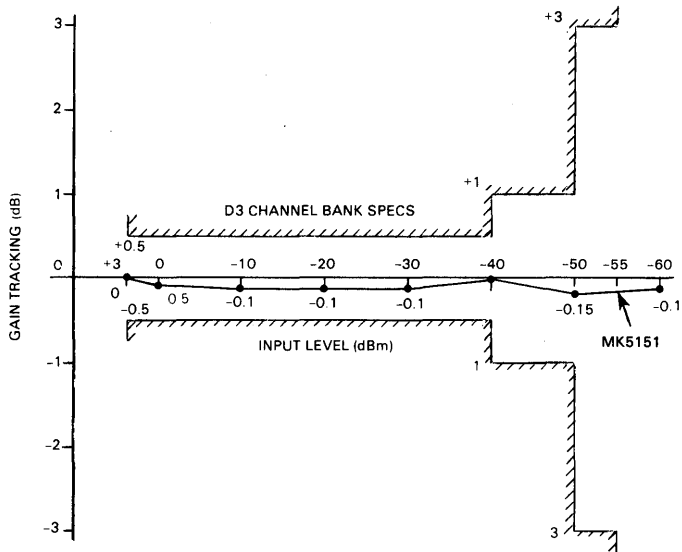 +3
3
2
1
+1
D3 CHANNEL BANK SPECS
+0.5
GAIN TRACKING (dB)
0 +3 0 -10 -20 -30 -40 -50 -55 -60
0 0 5 -0.1 -0.1 -0.1 -0.15 -0.1
-0.5
INPUT LEVEL (dBm)
MK5151
-1
1
-2
-3
3